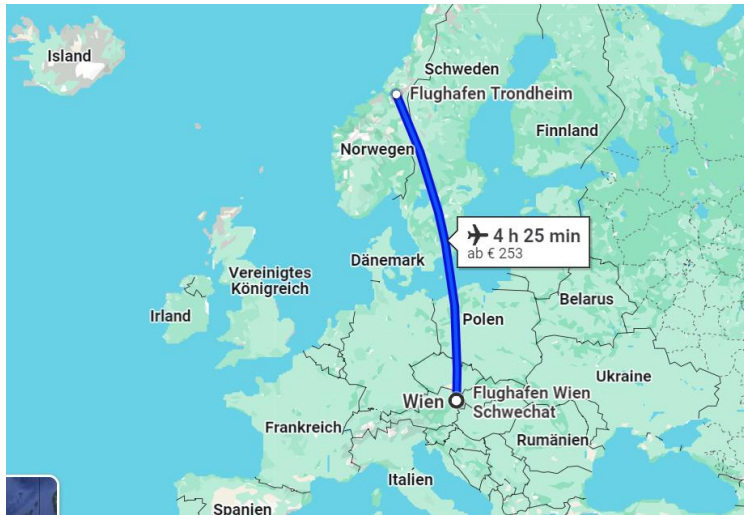 Island
Schweden
Flughafen Trondheim
Finnland
Norwegen
4 h 25 min
ab € 253
Dänemark
Vereinigtes
Königreich
Belarus
Irland
Polen
Ukraine
Wien
Flughafen Wien
Schwechat
Frankreich
Rumänien
Italien
Spanien